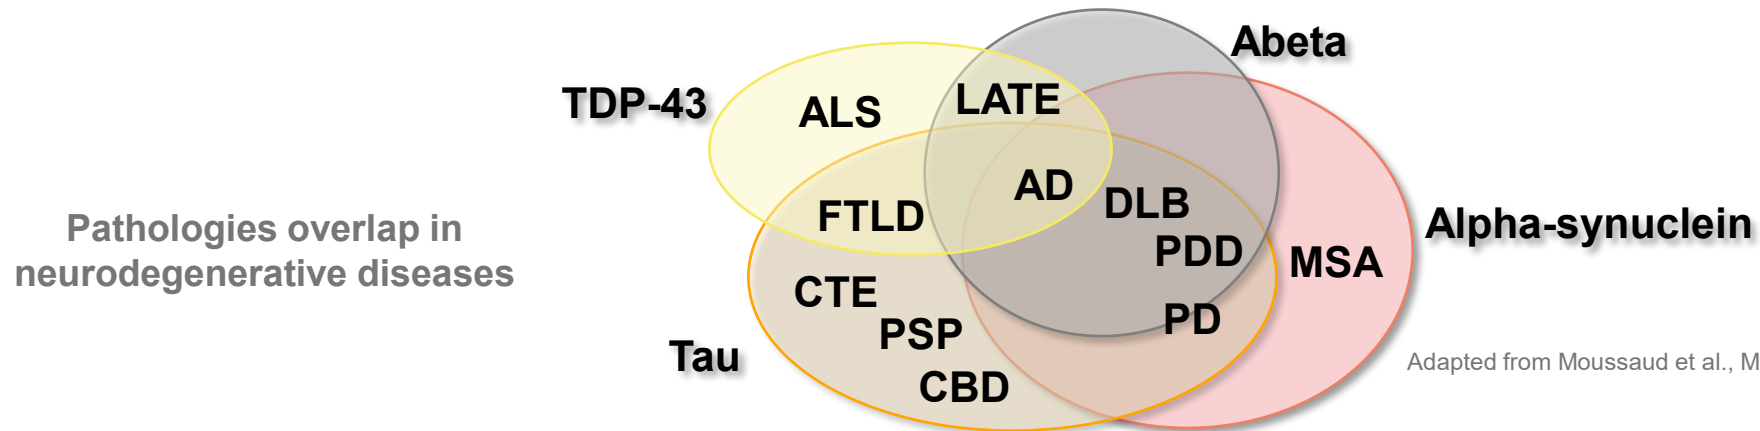 Pathologies overlap in
neurodegenerative diseases
TDP-43
ALS
LATE
Abeta
FTLD
AD
DLB
PDD
MSA
Alpha-synuclein
CTE
PSP
CBD
PD
Tau
Adapted from Moussaud et al., M